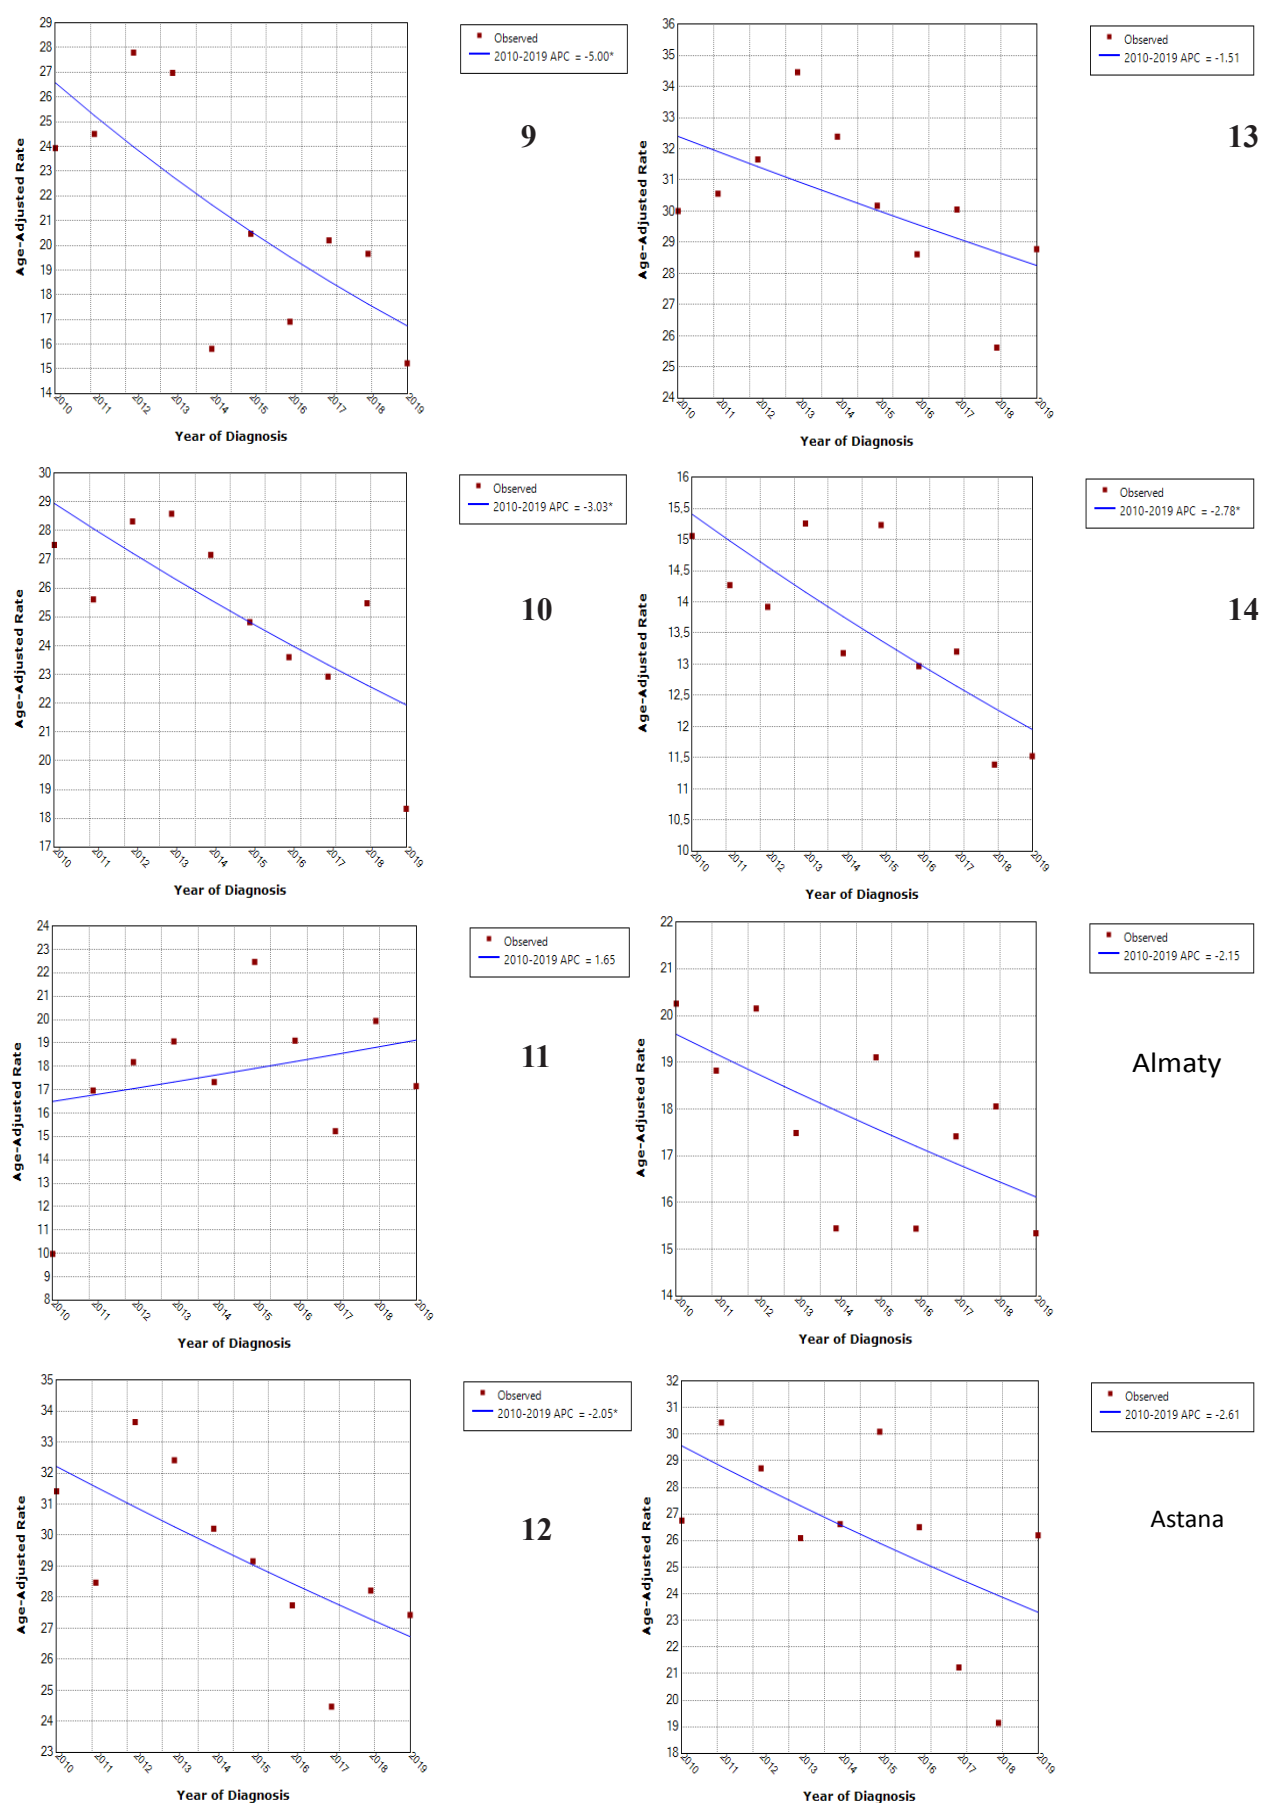 29
28
27
26
25
24
23
22
21
20
19
18
17
16
15
14
Age-Adjusted Rate
2010 2011 2012 2013 2014 2015 2016 2017 2018 2019
Year of Diagnosis
Observed
2010-2019 APC = -5.00*
9
36
35
34
33
32
31
30
29
28
27
26
25
24
Age-Adjusted Rate
2010 2011 2012 2013 2014 2015 2016 2017 2018 2019
Year of Diagnosis
Observed
2010-2019 APC = -1.51
13
30
29
28
27
26
25
24
23
22
21
20
19
18
17
Age-Adjusted Rate
2010 2011 2012 2013 2014 2015 2016 2017 2018 2019
Year of Diagnosis
Observed
2010-2019 APC = -3.03*
10
16
15,5
15
14,5
14
13,5
13
12,5
12
11,5
11
10,5
10
Age-Adjusted Rate
2010 2011 2012 2013 2014 2015 2016 2017 2018 2019
Year of Diagnosis
Observed
2010-2019 APC = -2.78*
14
24
23
22
21
20
19
18
17
16
15
14
13
12
11
10
9
8
Age-Adjusted Rate
2010 2011 2012 2013 2014 2015 2016 2017 2018 2019
Year of Diagnosis
Observed
2010-2019 APC = 1.65
11
22
21
20
19
18
17
16
15
14
Age-Adjusted Rate
2010 2011 2012 2013 2014 2015 2016 2017 2018 2019
Year of Diagnosis
Observed
2010-2019 APC = -2.15
Almaty
35
34
33
32
31
30
29
28
27
26
25
24
23
Age-Adjusted Rate
2010 2011 2012 2013 2014 2015 2016 2017 2018 2019
Year of Diagnosis
Observed
2010-2019 APC = -2.05*
12
32
31
30
29
28
27
26
25
24
23
22
21
20
19
18
Age-Adjusted Rate
2010 2011 2012 2013 2014 2015 2016 2017 2018 2019
Year of Diagnosis
Observed
2010-2019 APC = -2.61
Astana